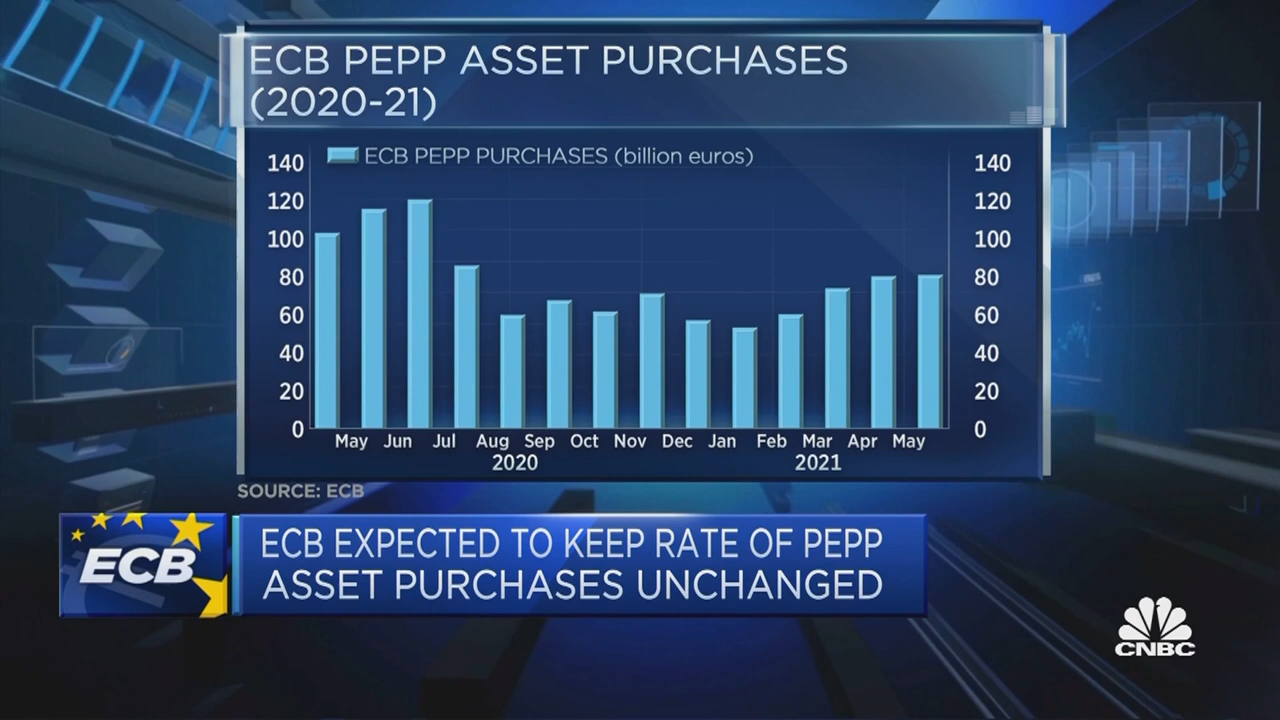 ECB PEPP ASSET PURCHASES
(2020-21)
ECB PEPP PURCHASES (billion euros)
140
120
100
80
60
40
20
0
140
120
100
80
60
40
20
0
May Jun Jul Aug Sep Oct Nov Dec Jan Feb Mar Apr May
2020 2021
SOURCE: ECB
ECB
ECB EXPECTED TO KEEP RATE OF PEPP
ASSET PURCHASES UNCHANGED
CNBC